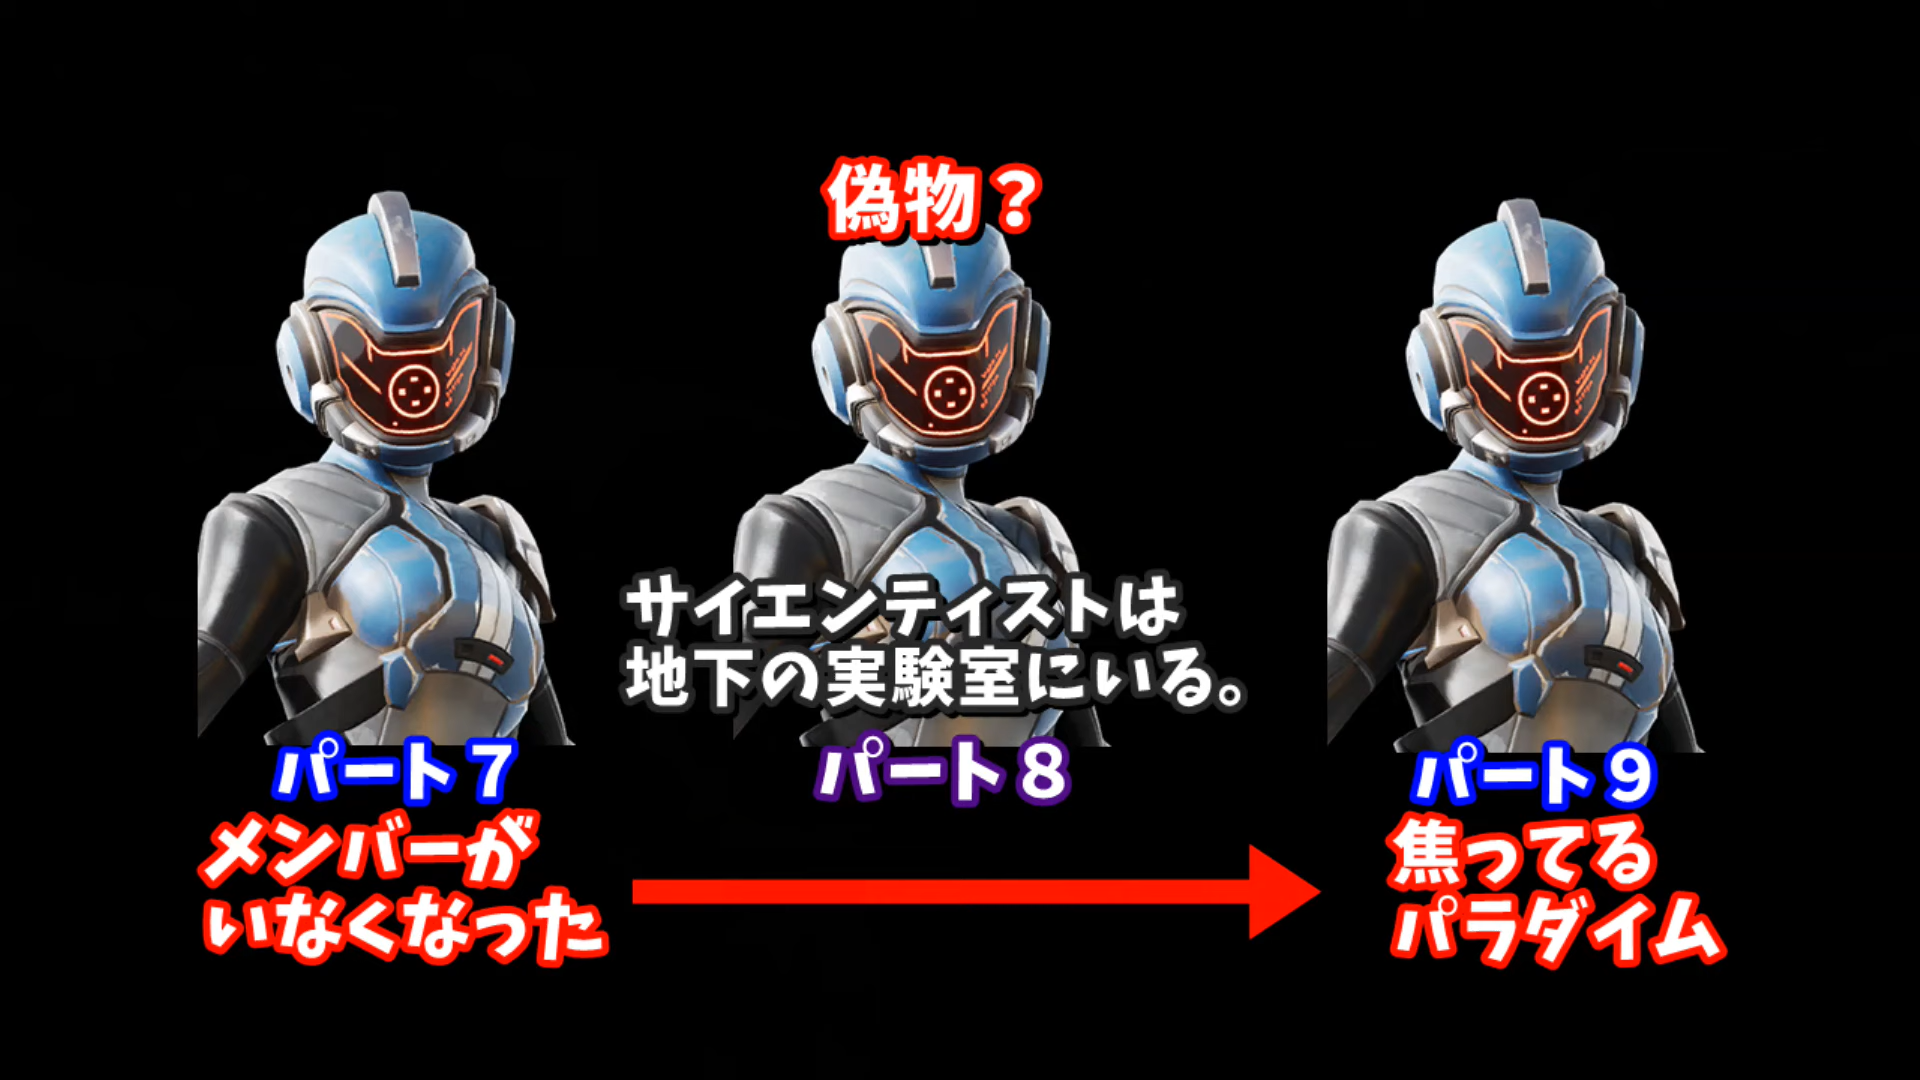 偽物？
サイエンティストは
地下の実験室にいる。
パート７
パート８
パート９
メンバーが
いなくなった
焦ってる
パラダイム